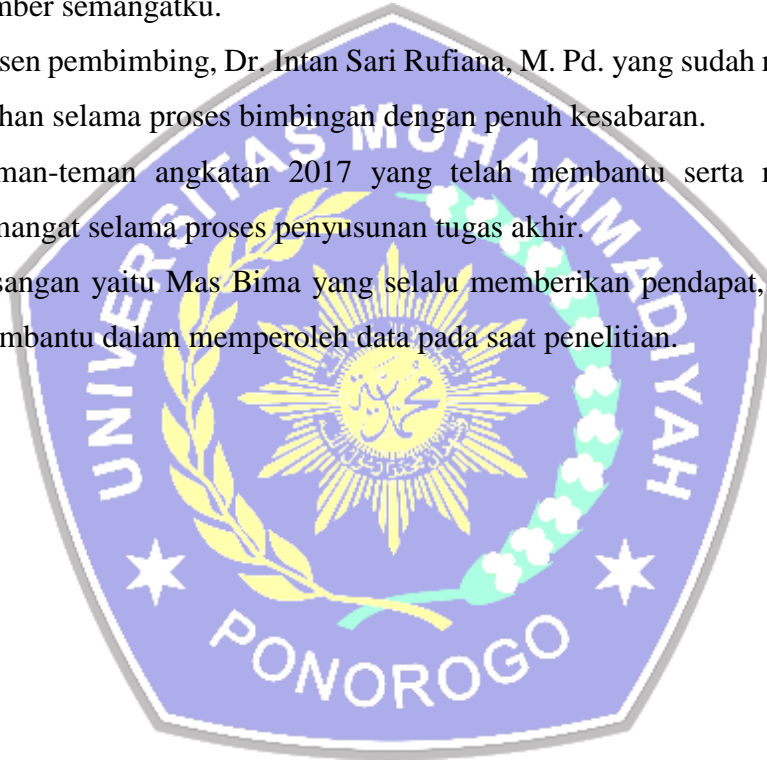 mber semangatku.
sen pembimbing, Dr. Intan Sari Rufiana, M. Pd. yang sudah
han selama proses bimbingan dengan penuh kesabaran.
man-teman angkatan 2017 yang telah membantu serta
mangat selama proses penyusunan tugas akhir.
sangan yaitu Mas Bima yang selalu memberikan pendapat,
mbantu dalam memperoleh data pada saat penelitian.
UNIVERSITAS MUHAMMADIYAH
PONOROGO
محمدية